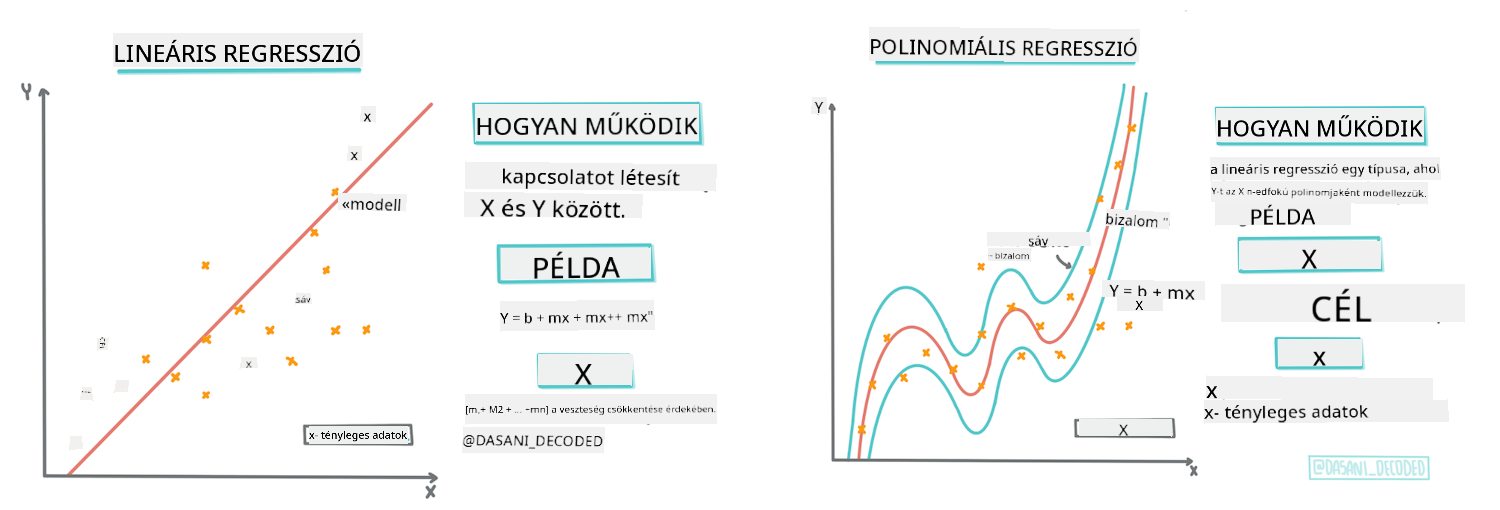 LINEÁRIS REGRESSZIÓ
Y
x
x
«modell
sáv
x
x- tényleges adatok
X
HOGYAN MŰKÖDIK
kapcsolatot létesít
X és Y között.
PÉLDA
Y = b + mx + mx++ mx"
X
[m,+ M2 + ... –mn] a veszteség csökkentése érdekében.
@DASANI_DECODED
POLINOMIÁLIS REGRESSZIÓ
Y
bizalom "
sáv
~ bizalom
Y = b + mx
X
X
X
HOGYAN MŰKÖDIK
a lineáris regresszió egy típusa, ahol
Y-t az X n-edfokú polinomjaként modellezzük.
PÉLDA
X
CÉL
x
X
x- tényleges adatok
@DASANI_DECODED